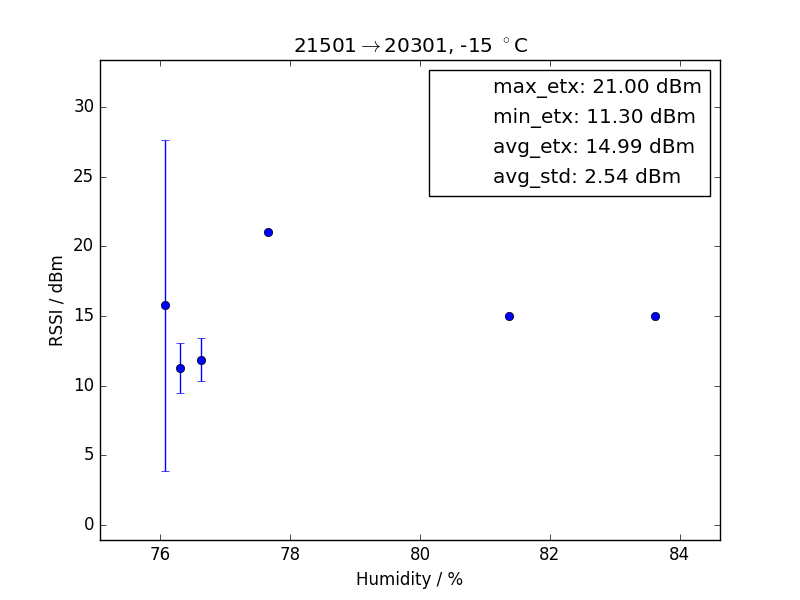 21501→20301, -15 °C
max_etx: 21.00 dBm
min_etx: 11.30 dBm
avg_etx: 14.99 dBm
avg_std: 2.54 dBm
RSSI / dBm
30
25
20
15
10
5
0
76 78 80 82 84
Humidity / %